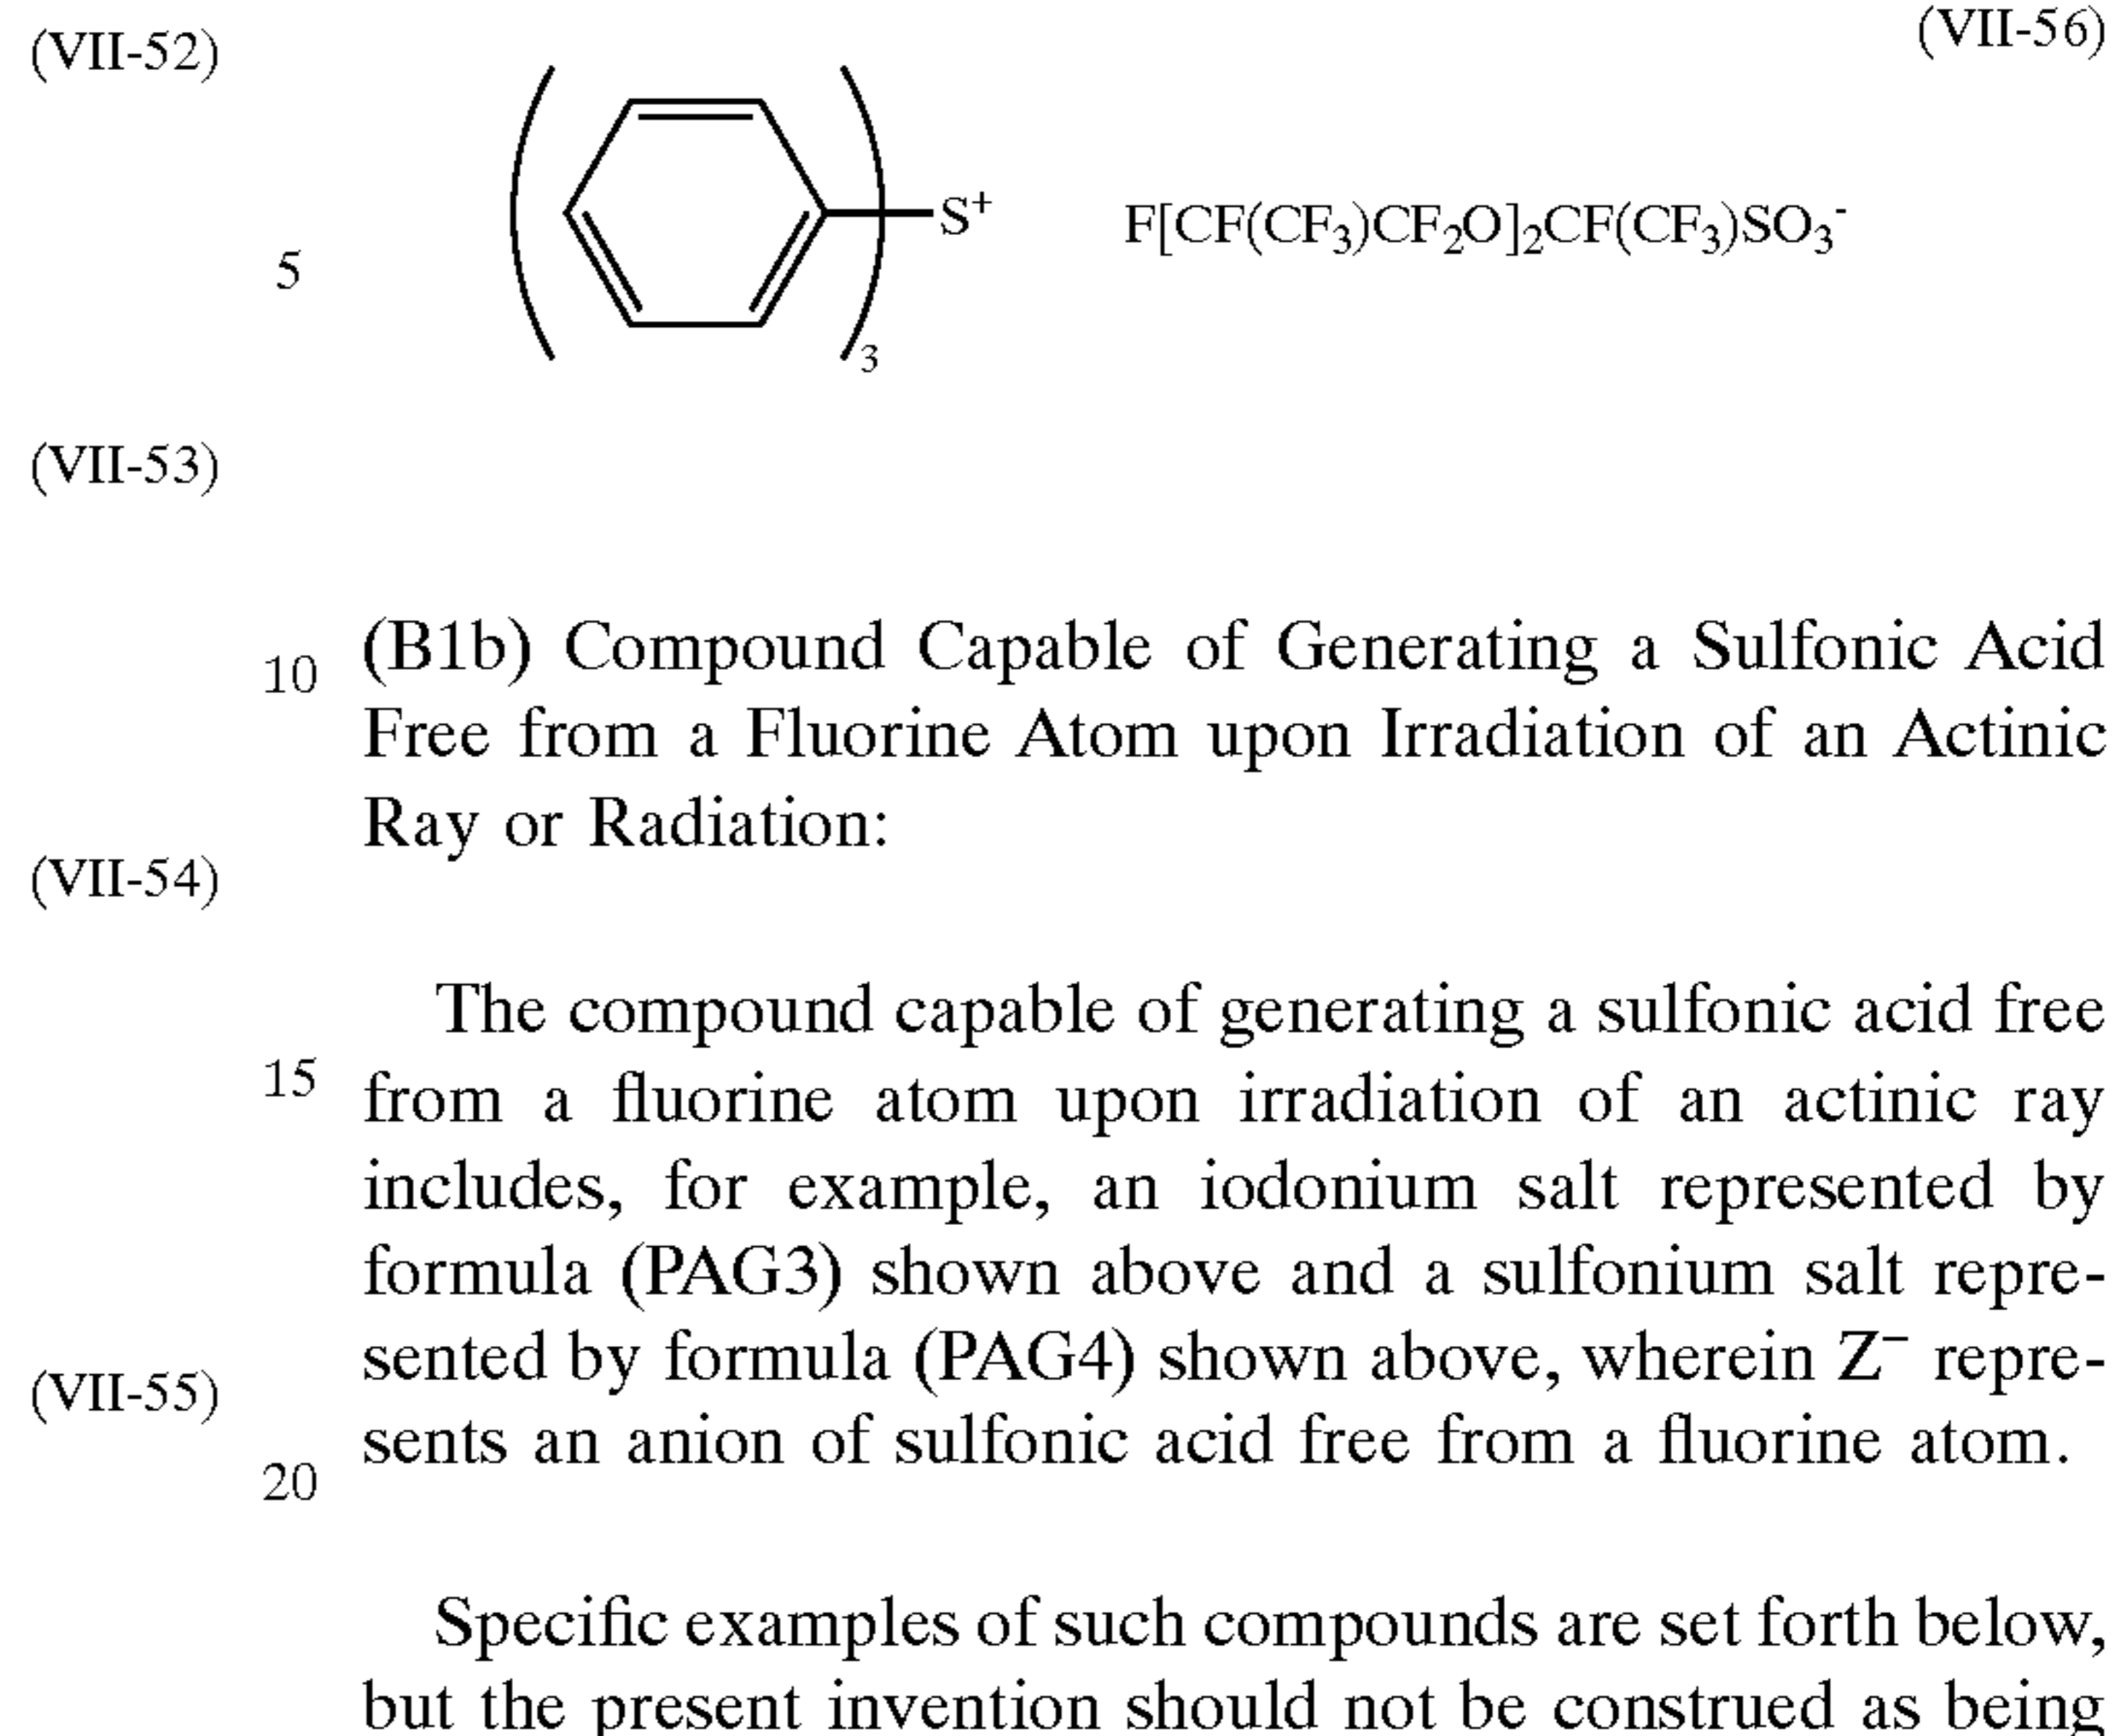 (VII-52)
(VII-56)
S⁺
F[CF(CF₃)CF₂O]₂CF(CF₃)SO₃⁻
5
3
(VII-53)
(B1b) Compound Capable of Generating a Sulfonic Acid
10
Free from a Fluorine Atom upon Irradiation of an Actinic
Ray or Radiation:
(VII-54)
The compound capable of generating a sulfonic acid free
15
from a fluorine atom upon irradiation of an actinic ray
includes, for example, an iodonium salt represented by
formula (PAG3) shown above and a sulfonium salt repre-
sented by formula (PAG4) shown above, wherein Z⁻ repre-
(VII-55)
sents an anion of sulfonic acid free from a fluorine atom.
20
Specific examples of such compounds are set forth below,
but the present invention should not be construed as being